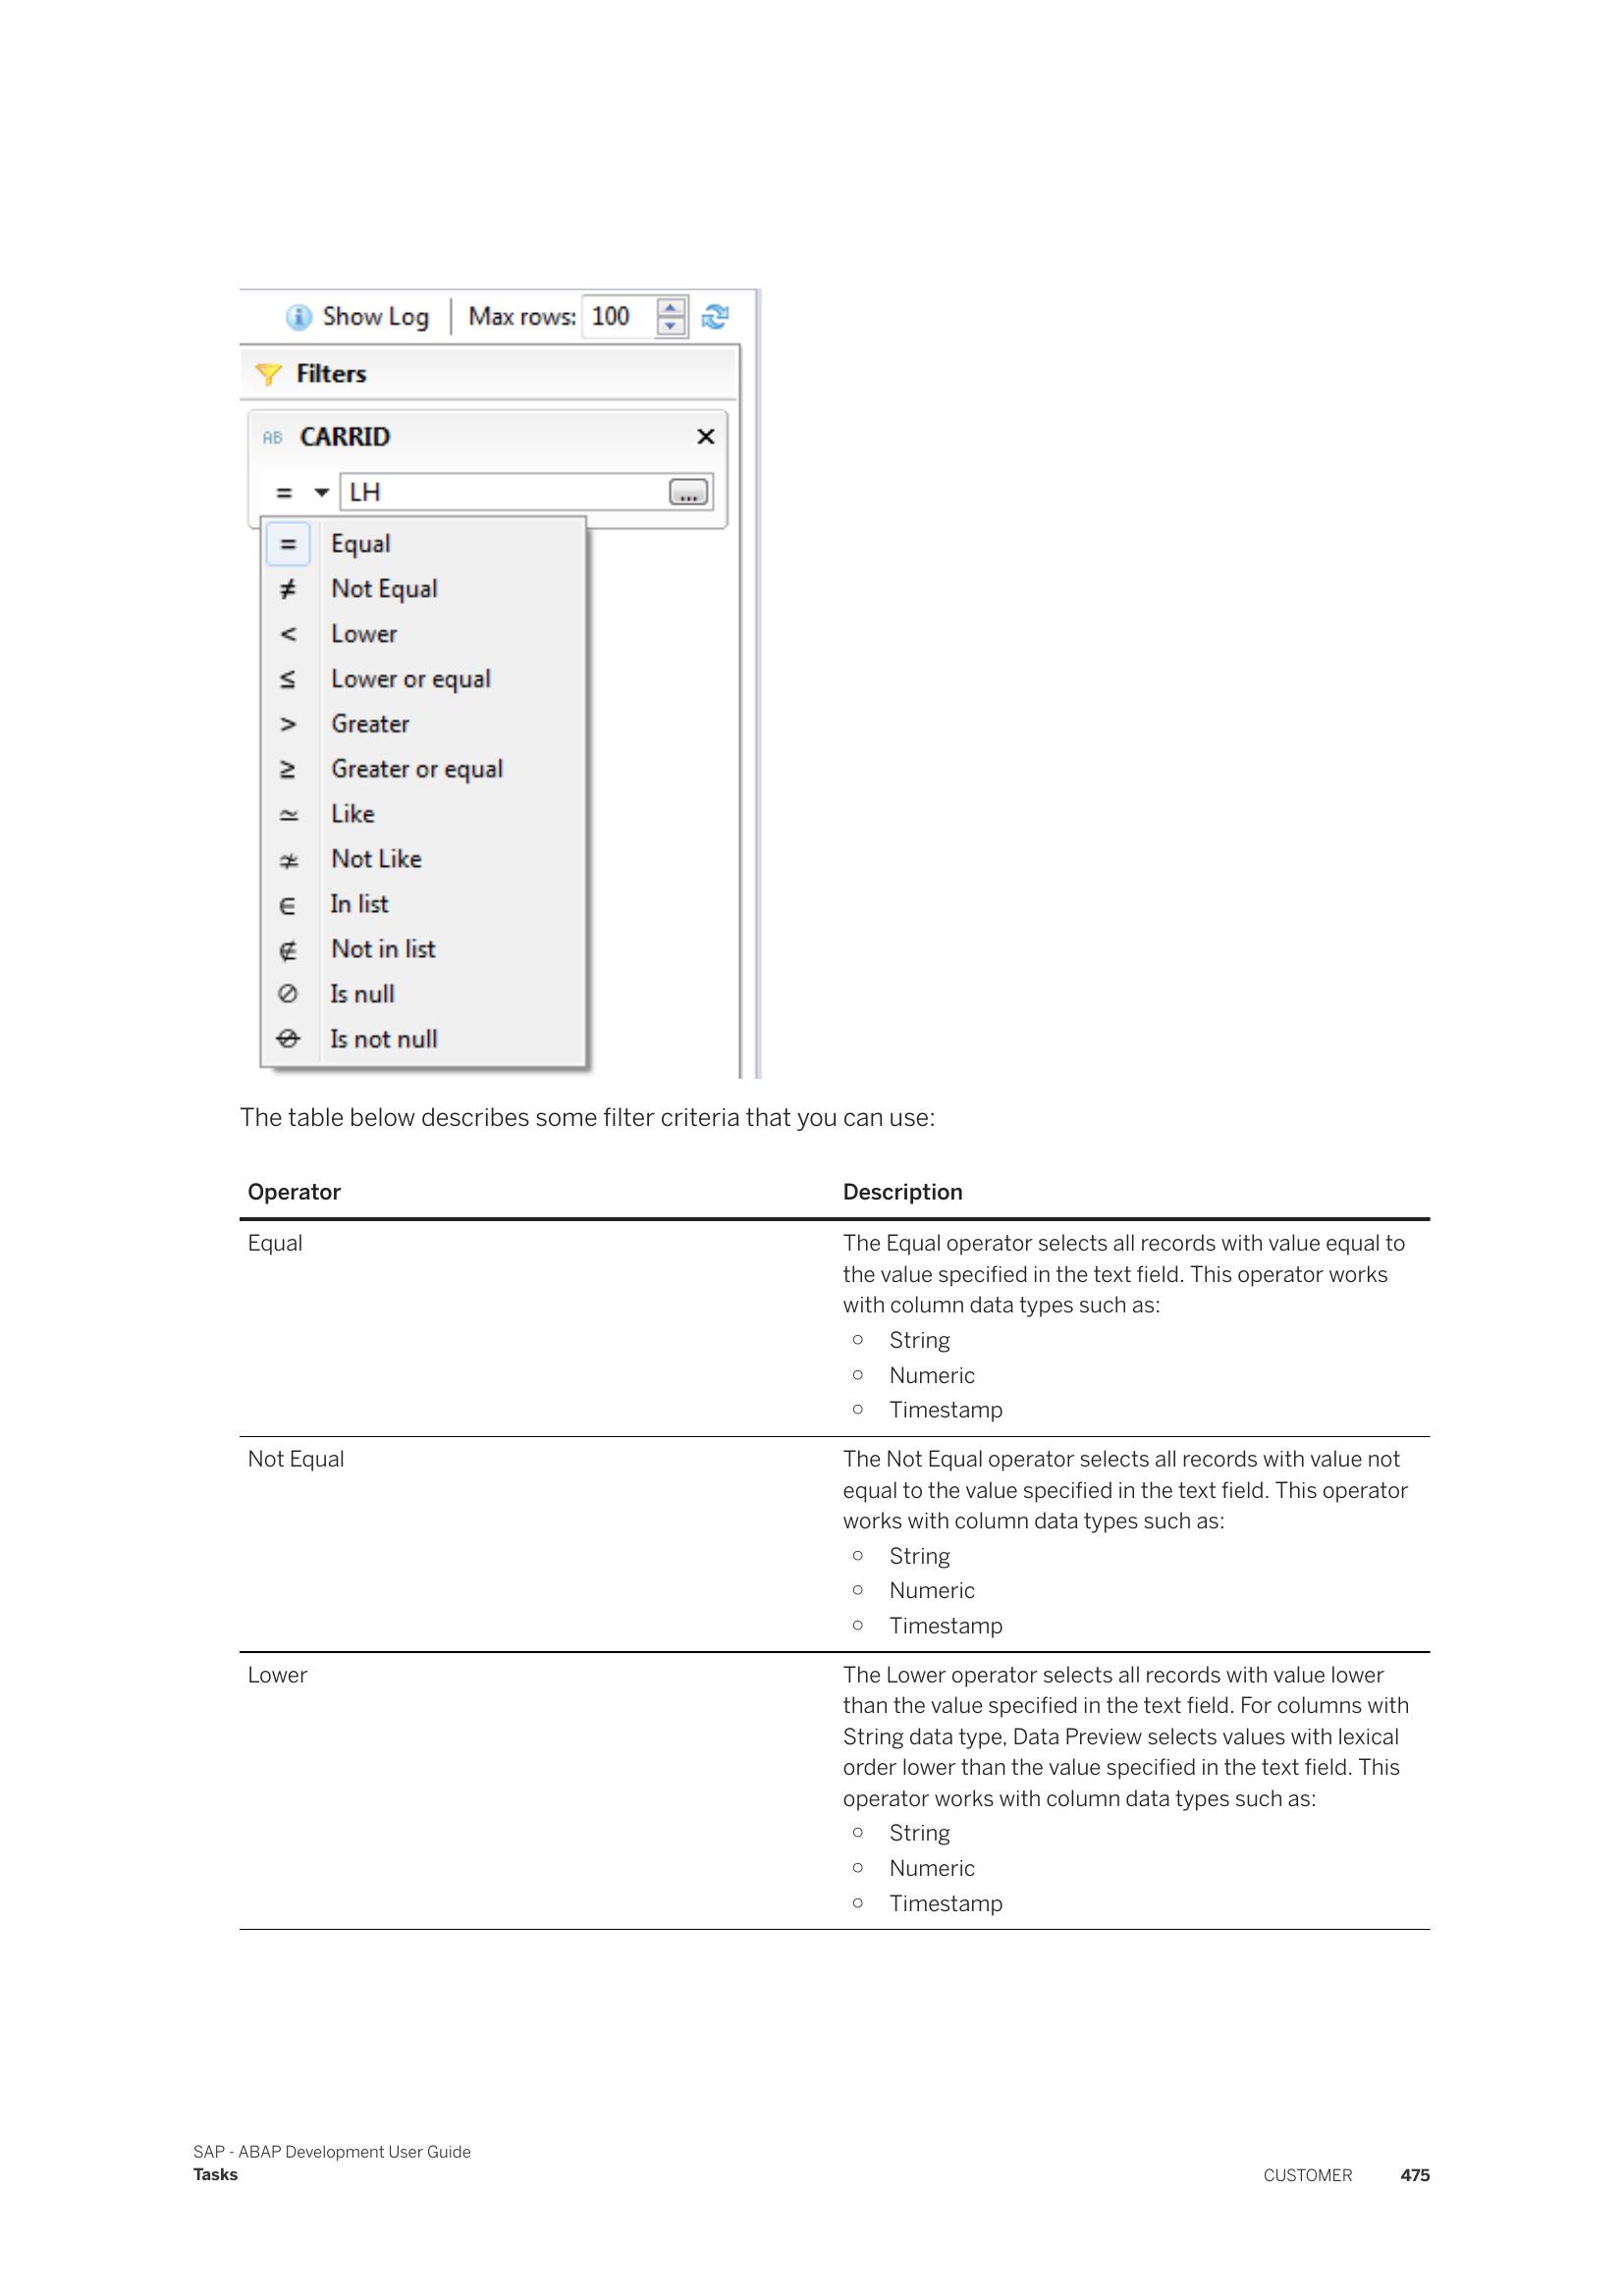 Show Log Max rows: 100
Filters
AB CARRID
= LH ...
= Equal
≠ Not Equal
< Lower
≤ Lower or equal
> Greater
≥ Greater or equal
≃ Like
≄ Not Like
∈ In list
∉ Not in list
Is null
Is not null
The table below describes some filter criteria that you can use:
Operator Description
Equal The Equal operator selects all records with value equal to
the value specified in the text field. This operator works
with column data types such as:
○ String
○ Numeric
○ Timestamp
Not Equal The Not Equal operator selects all records with value not
equal to the value specified in the text field. This operator
works with column data types such as:
○ String
○ Numeric
○ Timestamp
Lower The Lower operator selects all records with value lower
than the value specified in the text field. For columns with
String data type, Data Preview selects values with lexical
order lower than the value specified in the text field. This
operator works with column data types such as:
○ String
○ Numeric
○ Timestamp
SAP - ABAP Development User Guide
Tasks CUSTOMER 475